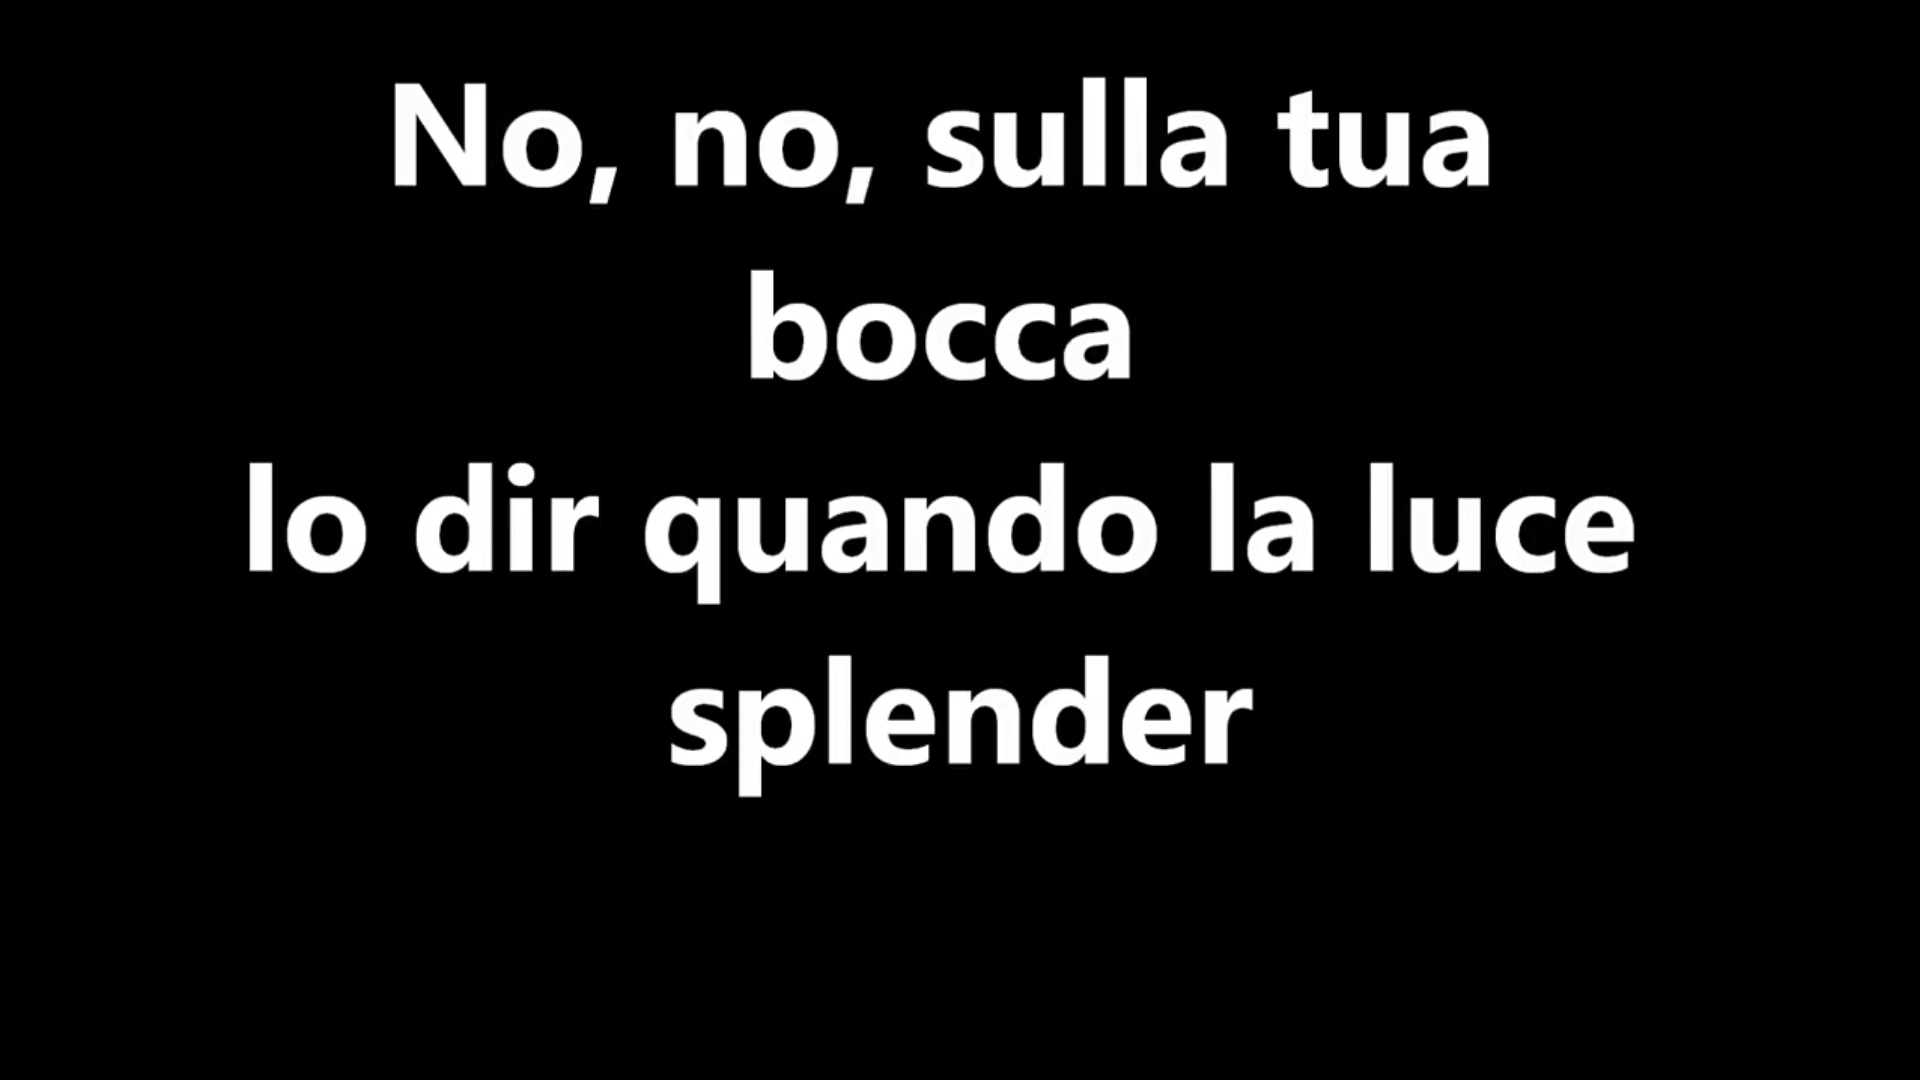 No, no, sulla tua
bocca
lo dir quando la luce
splender